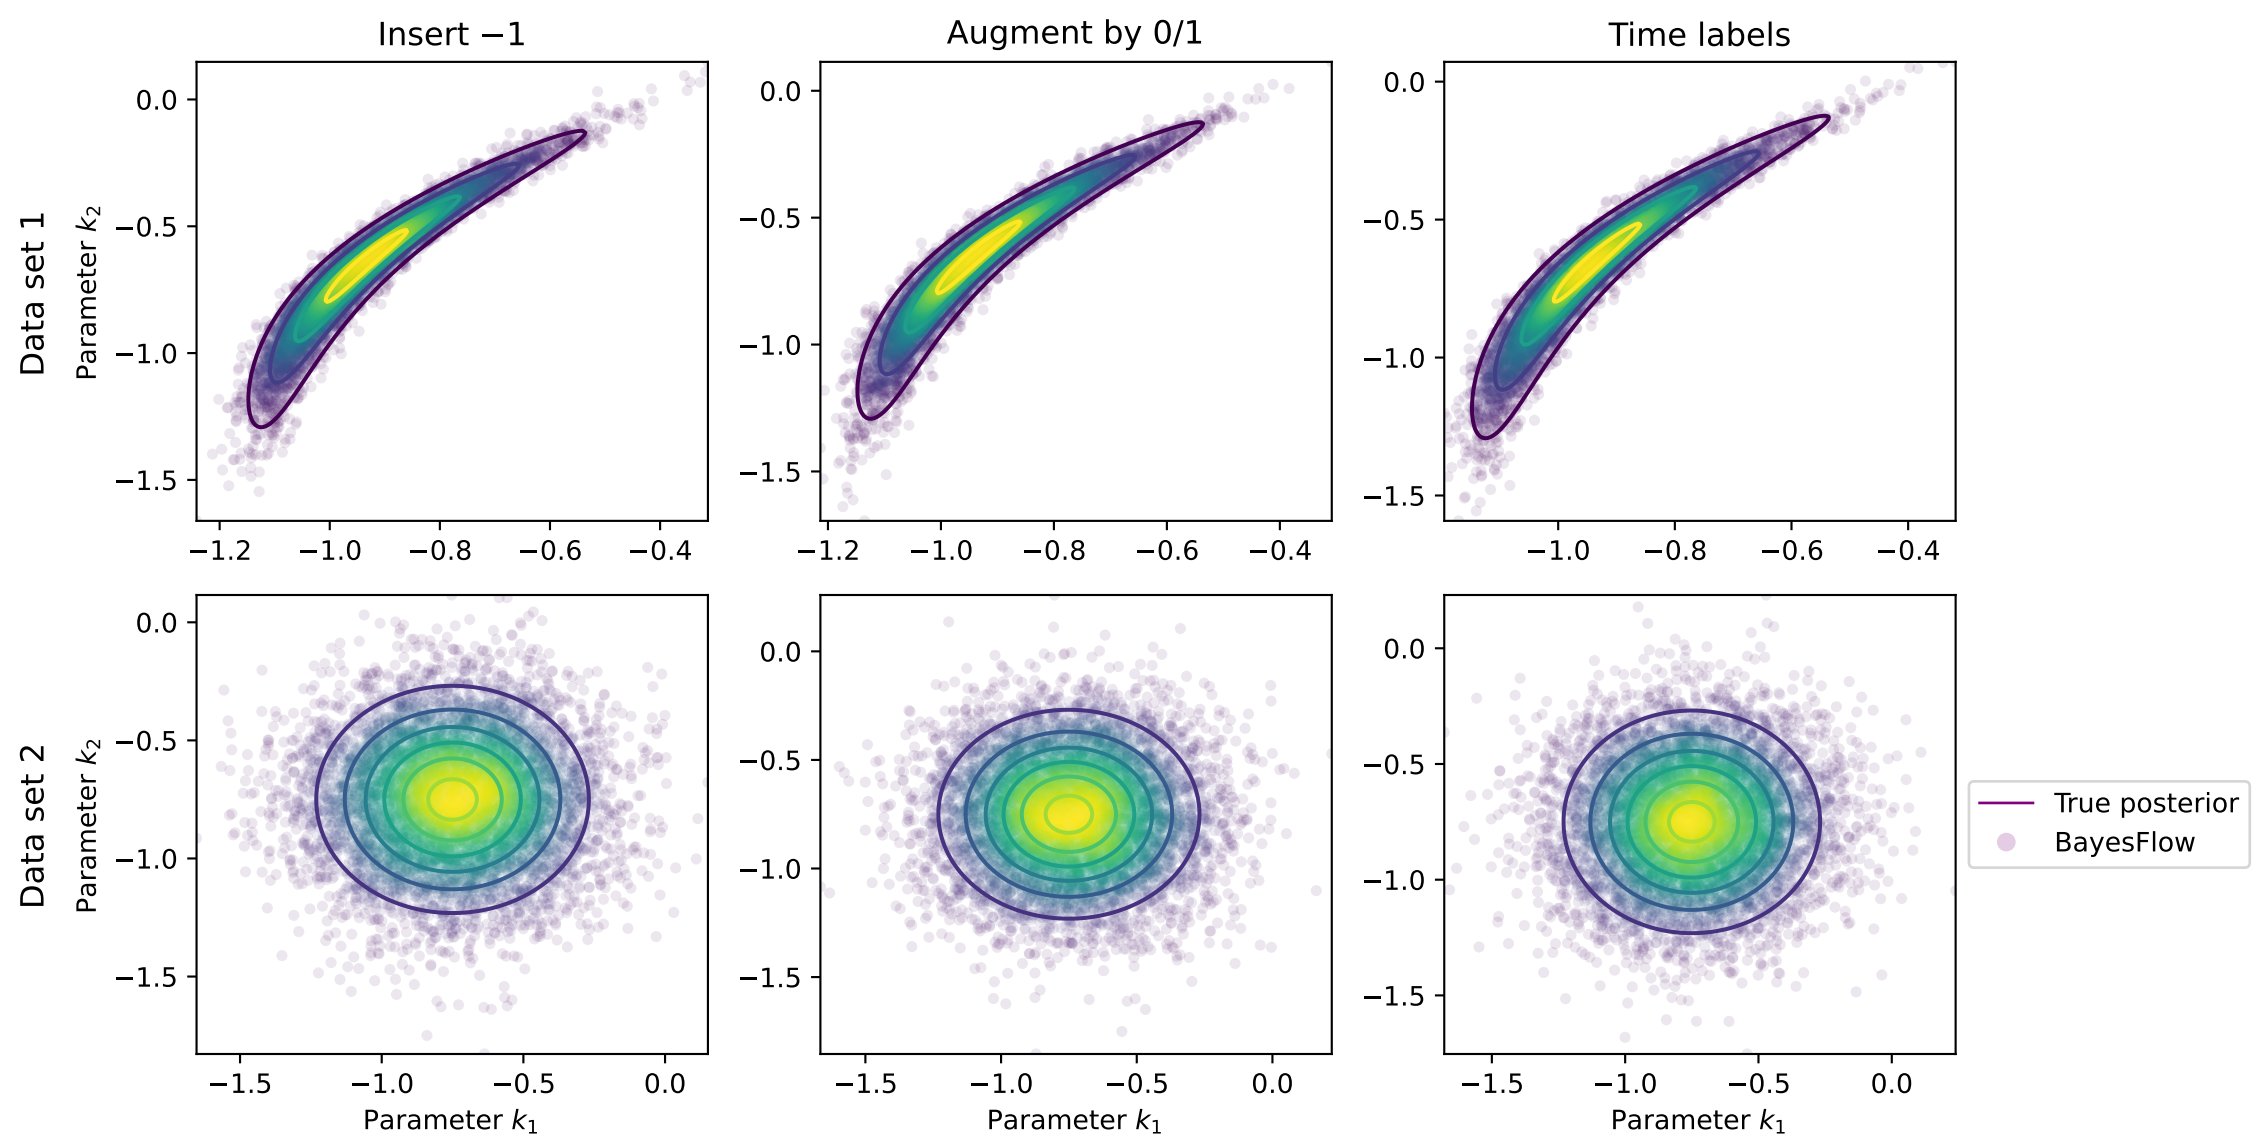 Insert −1
Augment by 0/1
Time labels
Data set 1
Parameter k₂
0.0
−0.5
−1.0
−1.5
−1.2 −1.0 −0.8 −0.6 −0.4
0.0
−0.5
−1.0
−1.5
−1.2 −1.0 −0.8 −0.6 −0.4
0.0
−0.5
−1.0
−1.5
−1.0 −0.8 −0.6 −0.4
Data set 2
Parameter k₂
0.0
−0.5
−1.0
−1.5
−1.5 −1.0 −0.5 0.0
Parameter k₁
0.0
−0.5
−1.0
−1.5
−1.5 −1.0 −0.5 0.0
Parameter k₁
0.0
−0.5
−1.0
−1.5
−1.5 −1.0 −0.5 0.0
Parameter k₁
True posterior
BayesFlow